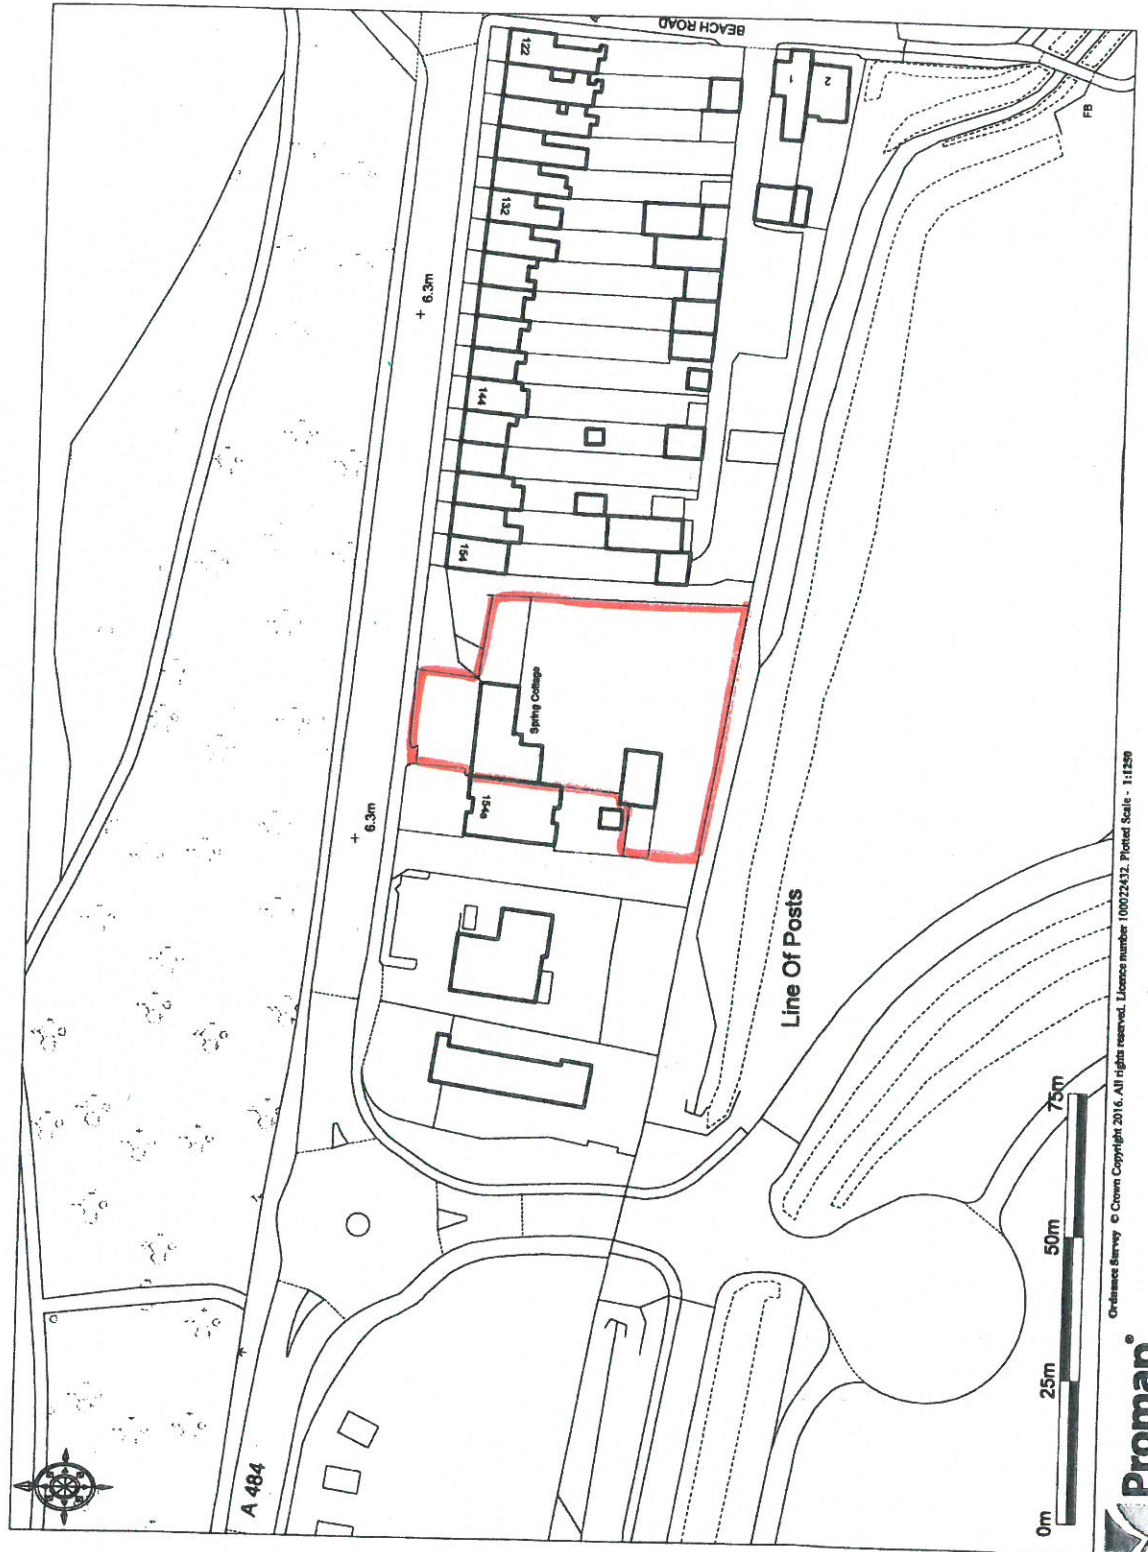 BEACH ROAD
122
1
2
FB
132
+ 6.3m
144
154
Spring Cottage
154a
+ 6.3m
Line Of Posts
A 484
0m 25m 50m 75m
Ordnance Survey © Crown Copyright 2016. All rights reserved. Licence number 100022432. Plotted Scale - 1:1250
Promap®